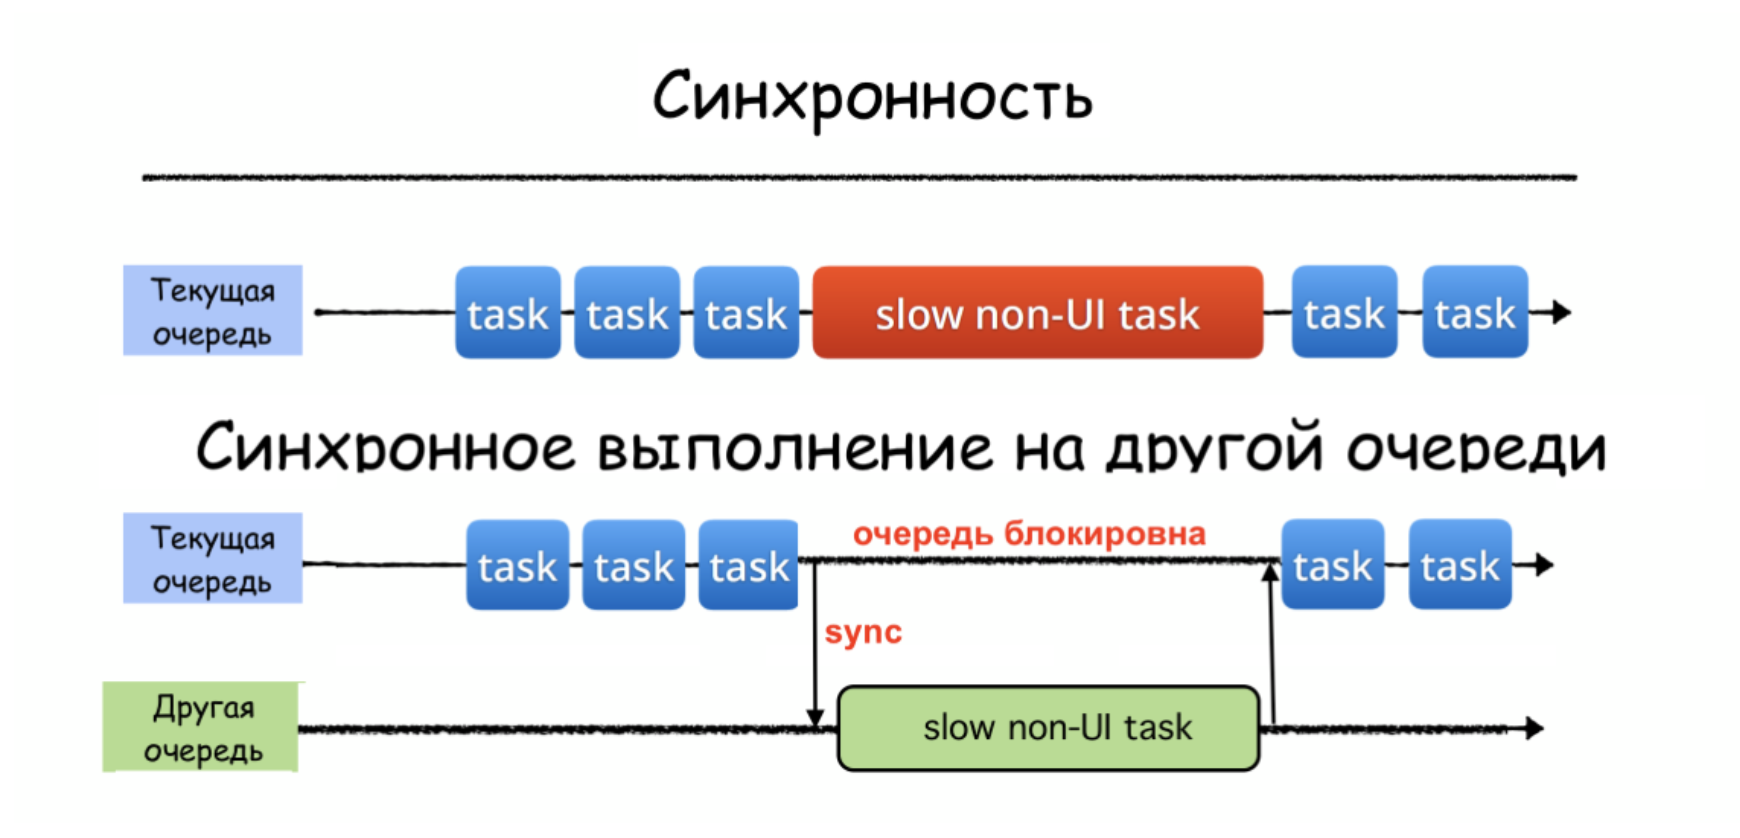 Синхронность
Текущая
очередь
task task task slow non-UI task task task
Синхронное выполнение на другой очереди
Текущая
очередь
task task task очередь блокировна task task
sync
Другая
очередь
slow non-UI task